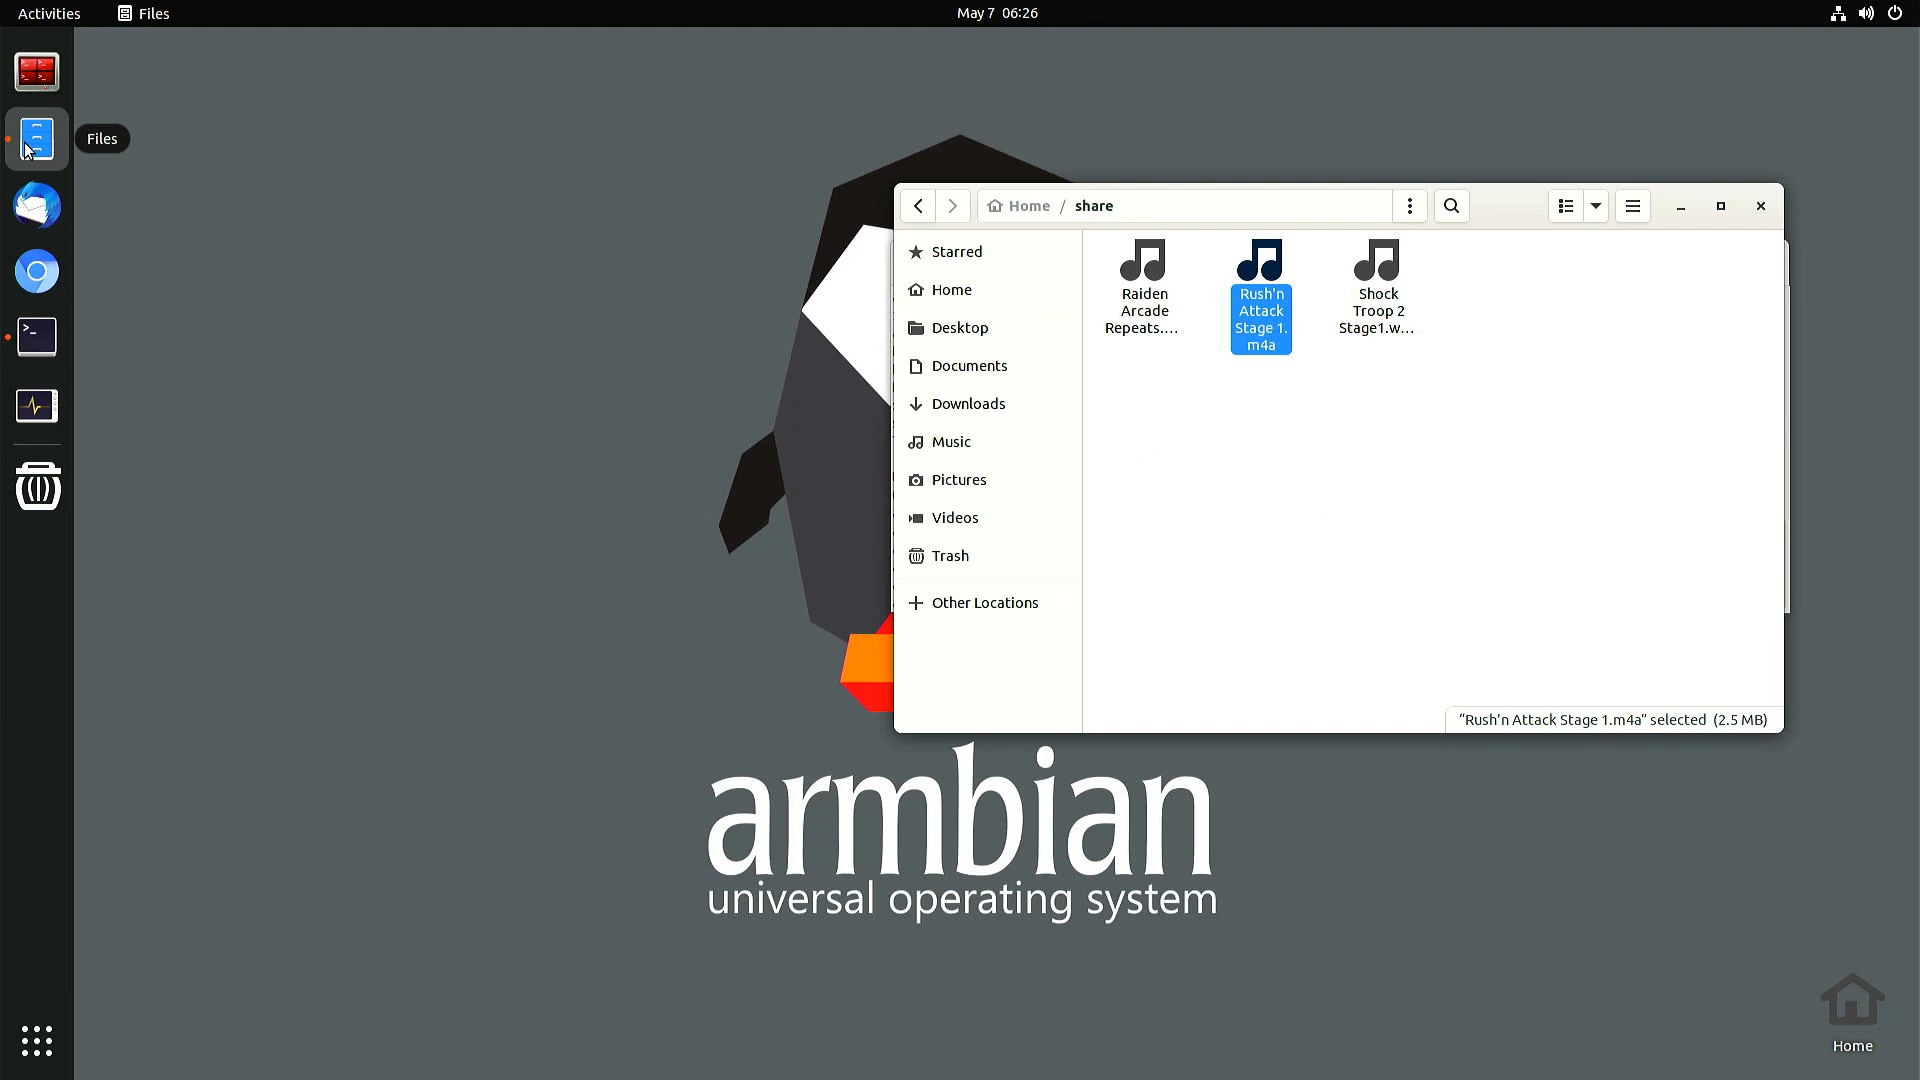 Activities
Files
May 7 06:26
Files
Home / share
Starred
Home
Desktop
Documents
Downloads
Music
Pictures
Videos
Trash
Other Locations
Raiden
Arcade
Repeats....
Rush'n
Attack
Stage 1.
m4a
Shock
Troop 2
Stage1.w...
“Rush'n Attack Stage 1.m4a” selected (2.5 MB)
armbian
universal operating system
Home